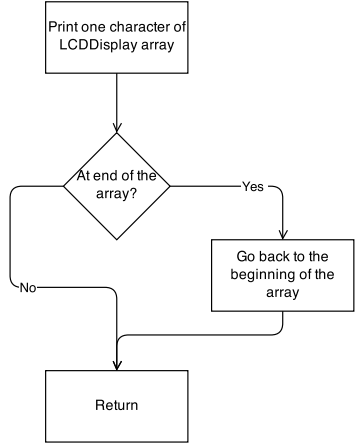 Print one character of
LCDDisplay array
At end of the
array?
Yes
Go back to the
beginning of the
array
No
Return